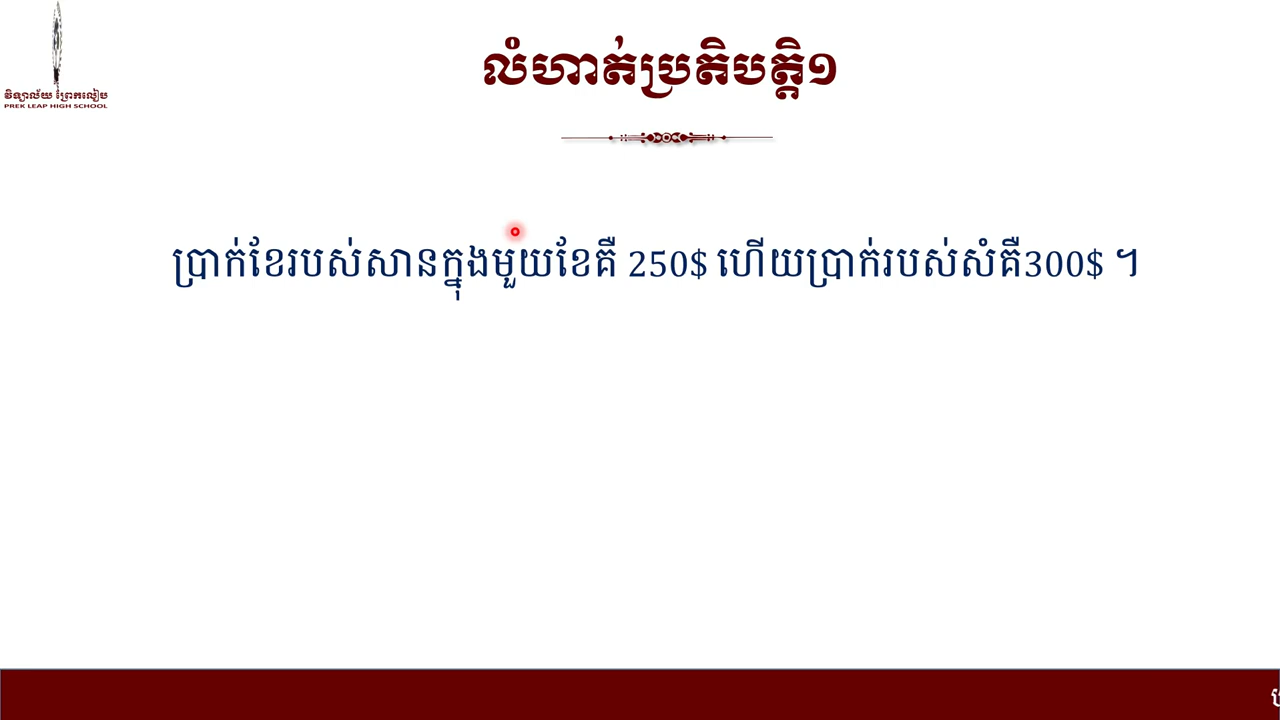 វិទ្យាល័យ ព្រែកលៀប
PREK LEAP HIGH SCHOOL
លំហាត់ប្រតិបត្តិ១
ប្រាក់ខែរបស់សានក្នុងមួយខែគឺ 250$ ហើយប្រាក់របស់សំគឺ300$ ។